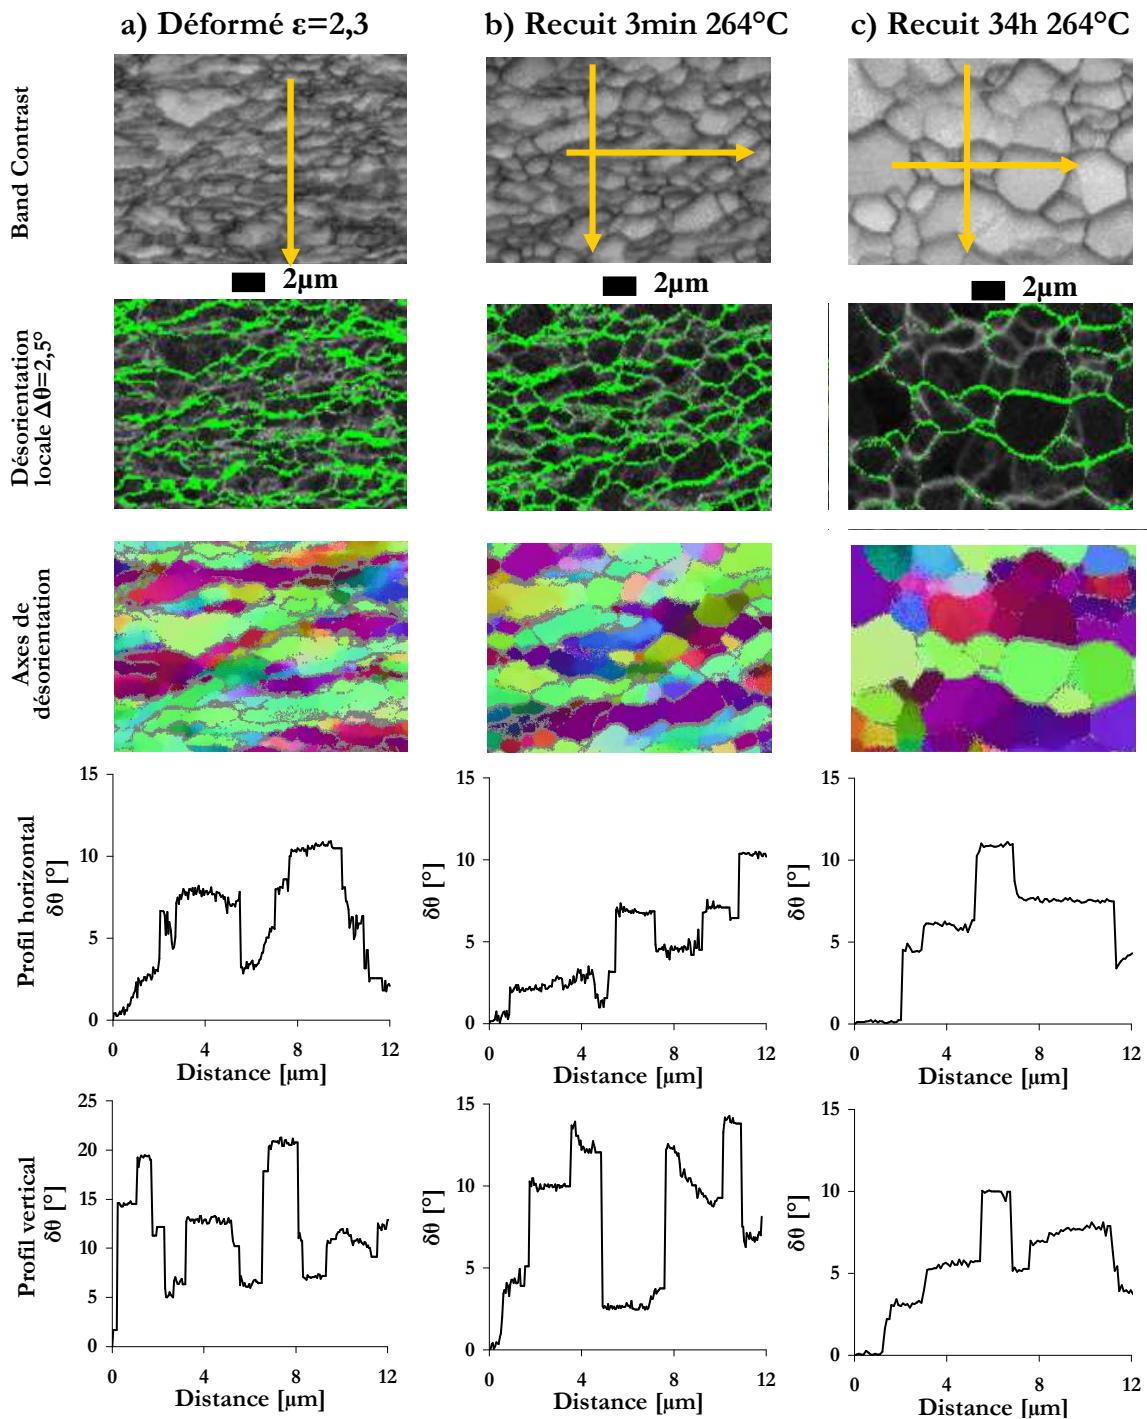 a) Déformé ε=2,3
b) Recuit 3min 264°C
c) Recuit 34h 264°C
Band Contrast
2µm
2µm
2µm
Désorientation
locale Δθ=2,5°
Axes de
désorientation
Profil horizontal
δθ [°]
15
10
5
0
0 4 8 12
Distance [µm]
δθ [°]
15
10
5
0
0 4 8 12
Distance [µm]
δθ [°]
15
10
5
0
0 4 8 12
Distance [µm]
Profil vertical
δθ [°]
25
20
15
10
5
0
0 4 8 12
Distance [µm]
δθ [°]
15
10
5
0
0 4 8 12
Distance [µm]
δθ [°]
15
10
5
0
0 4 8 12
Distance [µm]